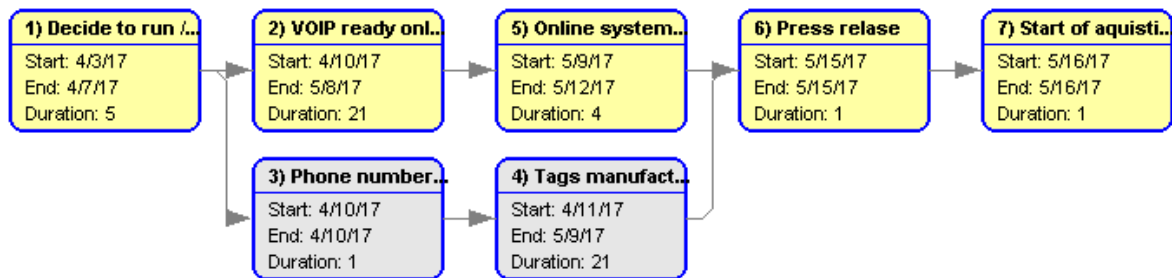 1) Decide to run /...
Start: 4/3/17
End: 4/7/17
Duration: 5
2) VOIP ready onl...
Start: 4/10/17
End: 5/8/17
Duration: 21
5) Online system...
Start: 5/9/17
End: 5/12/17
Duration: 4
6) Press relase
Start: 5/15/17
End: 5/15/17
Duration: 1
7) Start of aquisti...
Start: 5/16/17
End: 5/16/17
Duration: 1
3) Phone number...
Start: 4/10/17
End: 4/10/17
Duration: 1
4) Tags manufact...
Start: 4/11/17
End: 5/9/17
Duration: 21